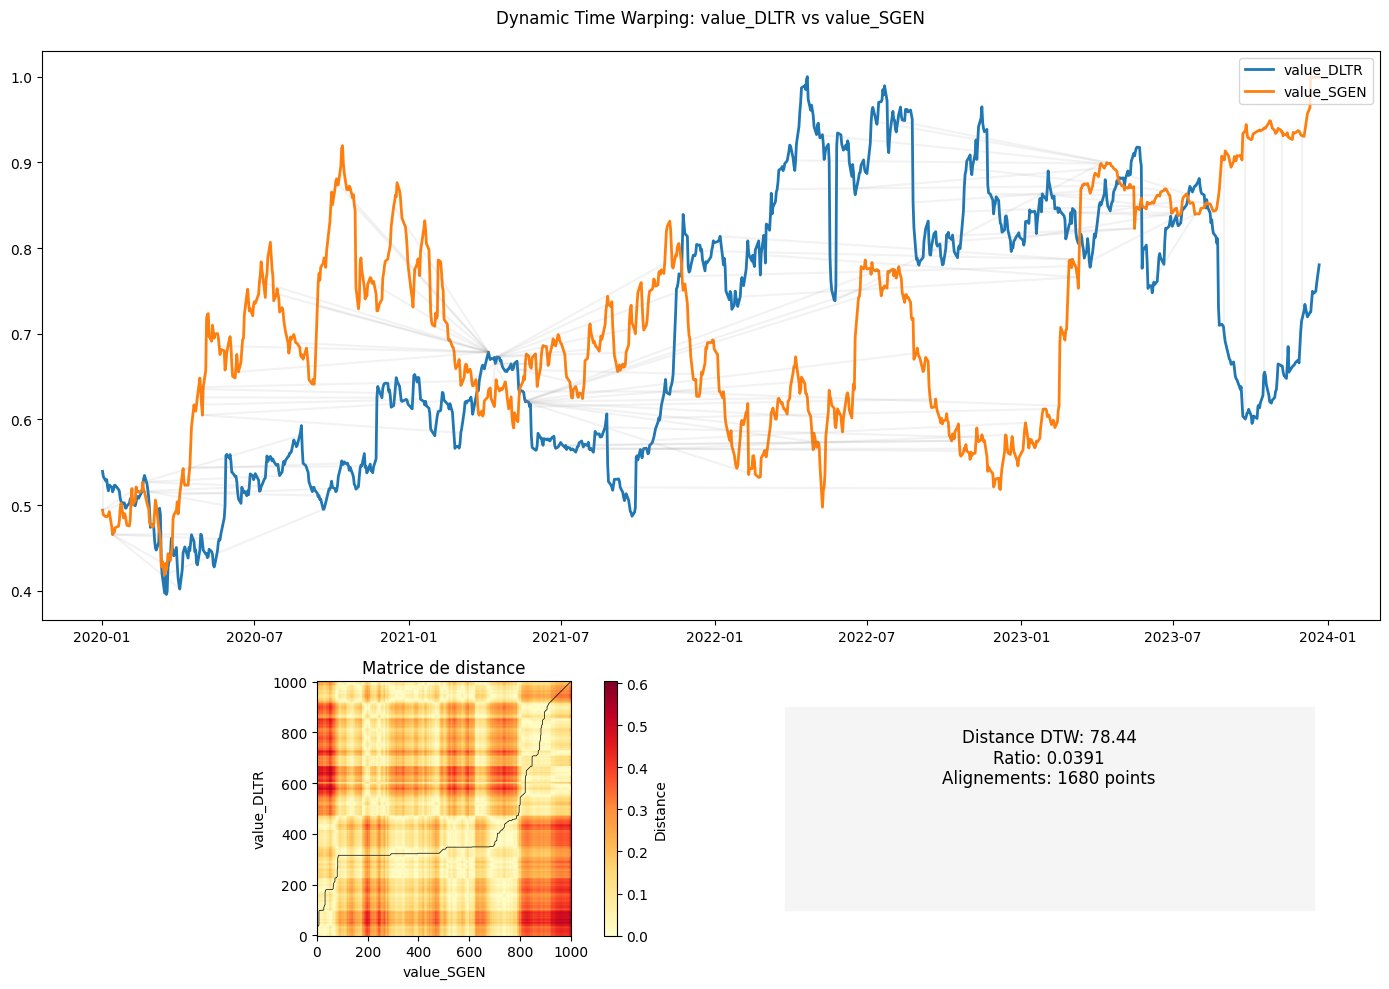 Dynamic Time Warping: value_DLTR vs value_SGEN
value_DLTR
value_SGEN
1.0
0.9
0.8
0.7
0.6
0.5
0.4
2020-01 2020-07 2021-01 2021-07 2022-01 2022-07 2023-01 2023-07 2024-01
Matrice de distance
value_DLTR
1000
800
600
400
200
0
0 200 400 600 800 1000
value_SGEN
0.6
0.5
0.4
0.3
0.2
0.1
0.0
Distance
Distance DTW: 78.44
Ratio: 0.0391
Alignements: 1680 points